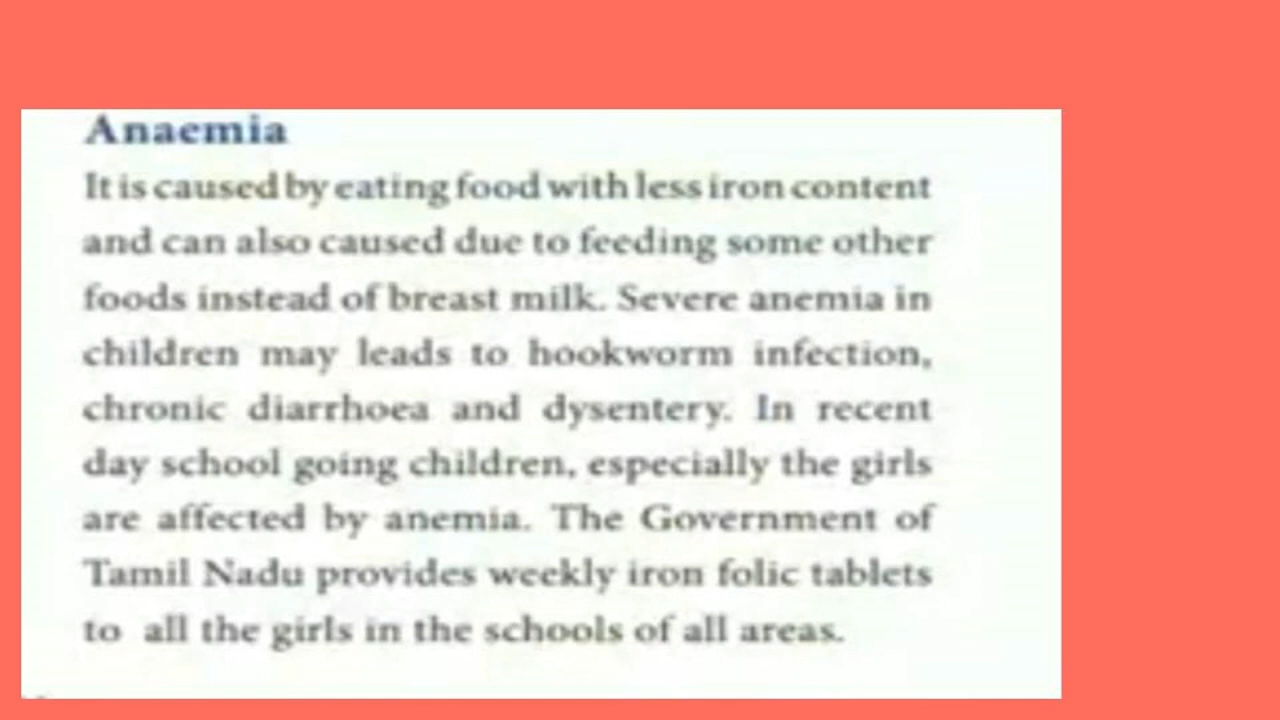 Anaemia
It is caused by eating food with less iron content
and can also caused due to feeding some other
foods instead of breast milk. Severe anemia in
children may leads to hookworm infection,
chronic diarrhoea and dysentery. In recent
day school going children, especially the girls
are affected by anemia. The Government of
Tamil Nadu provides weekly iron folic tablets
to all the girls in the schools of all areas.